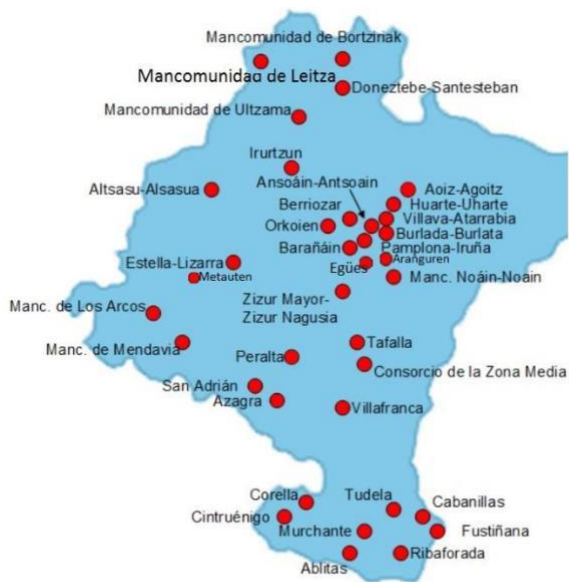 Mancomunidad de Bortzinak
Mancomunidad de Leitza
Doneztebe-Santesteban
Mancomunidad de Ultzama
Irurtzun
Ansoáin-Antsoain
Altsasu-Alsasua
Aoiz-Agoitz
Berriozar
Huarte-Uharte
Orkoien
Villava-Atarrabia
Burlada-Burlata
Barañáin
Pamplona-Iruña
Estella-Lizarra
Egües
Aranguren
Metauten
Manc. Noáin-Noain
Manc. de Los Arcos
Zizur Mayor-
Zizur Nagusia
Manc. de Mendavia
Peralta
Tafalla
Consorcio de la Zona Media
San Adrián
Azagra
Villafranca
Corella
Tudela
Cabanillas
Cintruénigo
Murchante
Fustiñana
Ablitas
Ribaforada